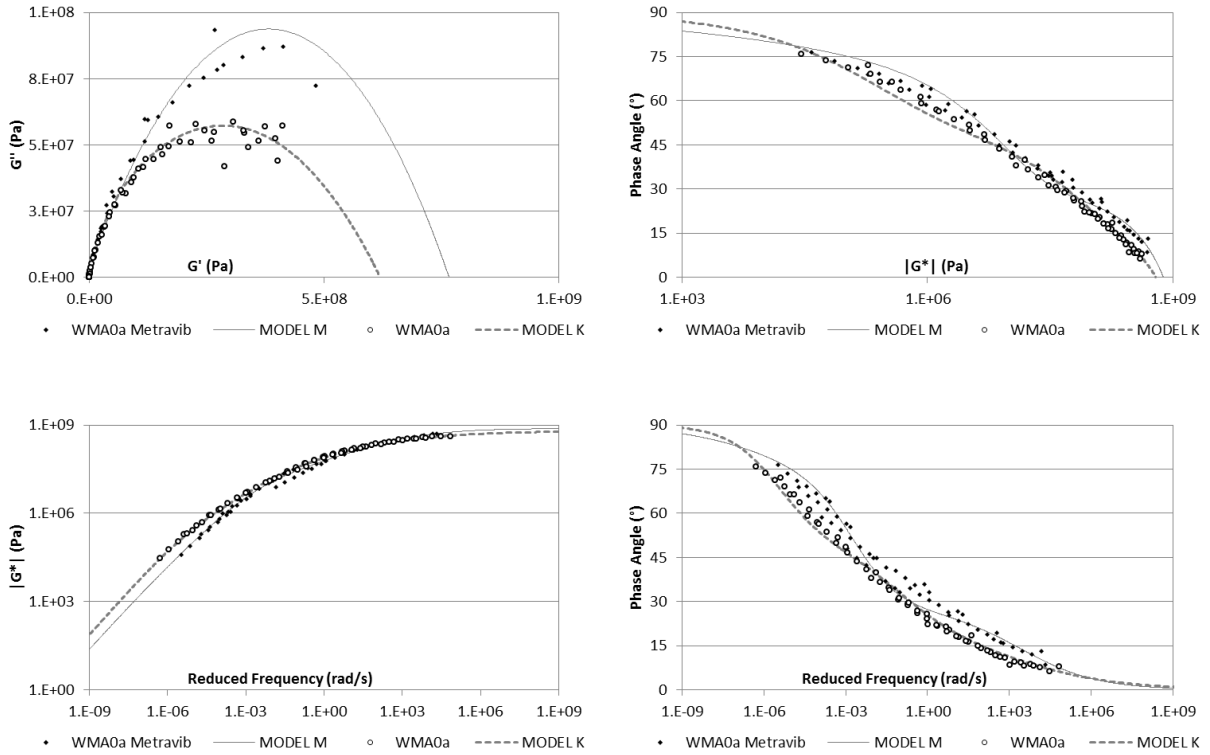 1.E+08
8.E+07
5.E+07
3.E+07
0.E+00
G'' (Pa)
G' (Pa)
0.E+00 5.E+08 1.E+09
WMA0a Metravib MODEL M WMA0a MODEL K
90
75
60
45
30
15
0
Phase Angle (°)
|G*| (Pa)
1.E+03 1.E+06 1.E+09
WMA0a Metravib MODEL M WMA0a MODEL K
1.E+09
1.E+06
1.E+03
1.E+00
|G*| (Pa)
Reduced Frequency (rad/s)
1.E-09 1.E-06 1.E-03 1.E+00 1.E+03 1.E+06 1.E+09
WMA0a Metravib MODEL M WMA0a MODEL K
90
75
60
45
30
15
0
Phase Angle (°)
Reduced Frequency (rad/s)
1.E-09 1.E-06 1.E-03 1.E+00 1.E+03 1.E+06 1.E+09
WMA0a Metravib MODEL M WMA0a MODEL K